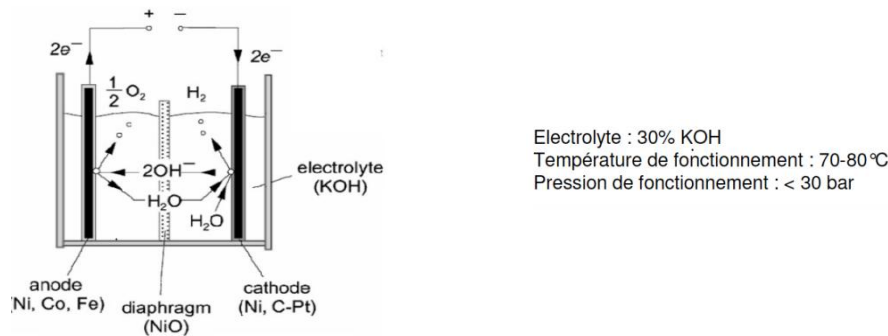 + −
2e⁻ 2e⁻
½ O₂ H₂
2OH⁻
H₂O
H₂O
electrolyte
(KOH)
anode
(Ni, Co, Fe)
diaphragm
(NiO)
cathode
(Ni, C-Pt)
Electrolyte : 30% KOH
Température de fonctionnement : 70-80°C
Pression de fonctionnement : < 30 bar